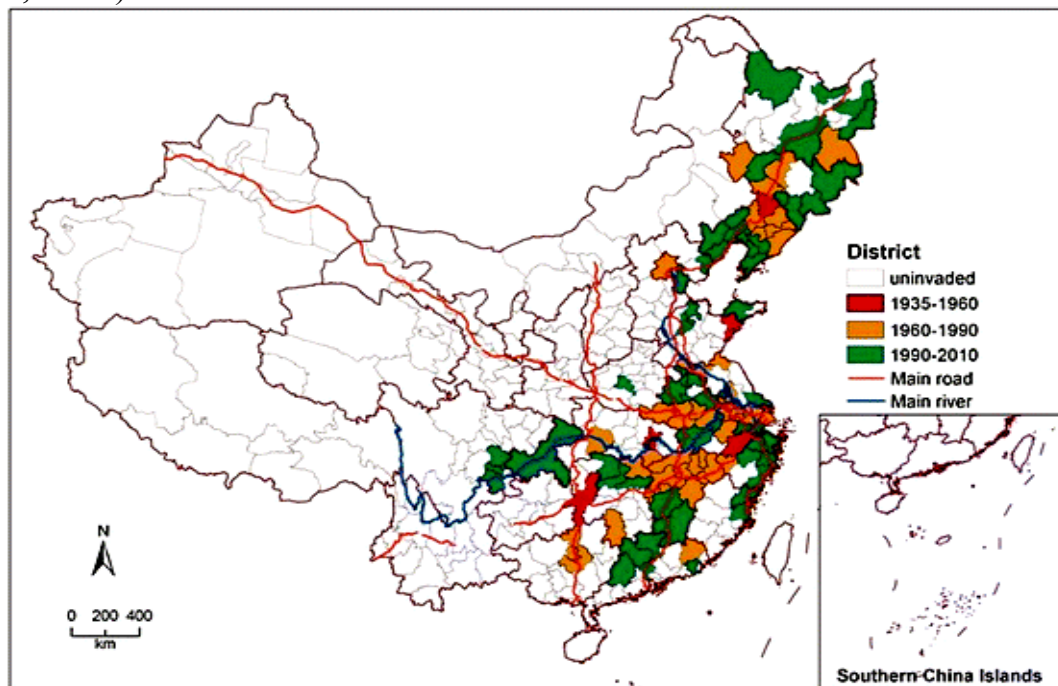 District
uninvaded
1935-1960
1960-1990
1990-2010
Main road
Main river
N
0 200 400
km
Southern China Islands